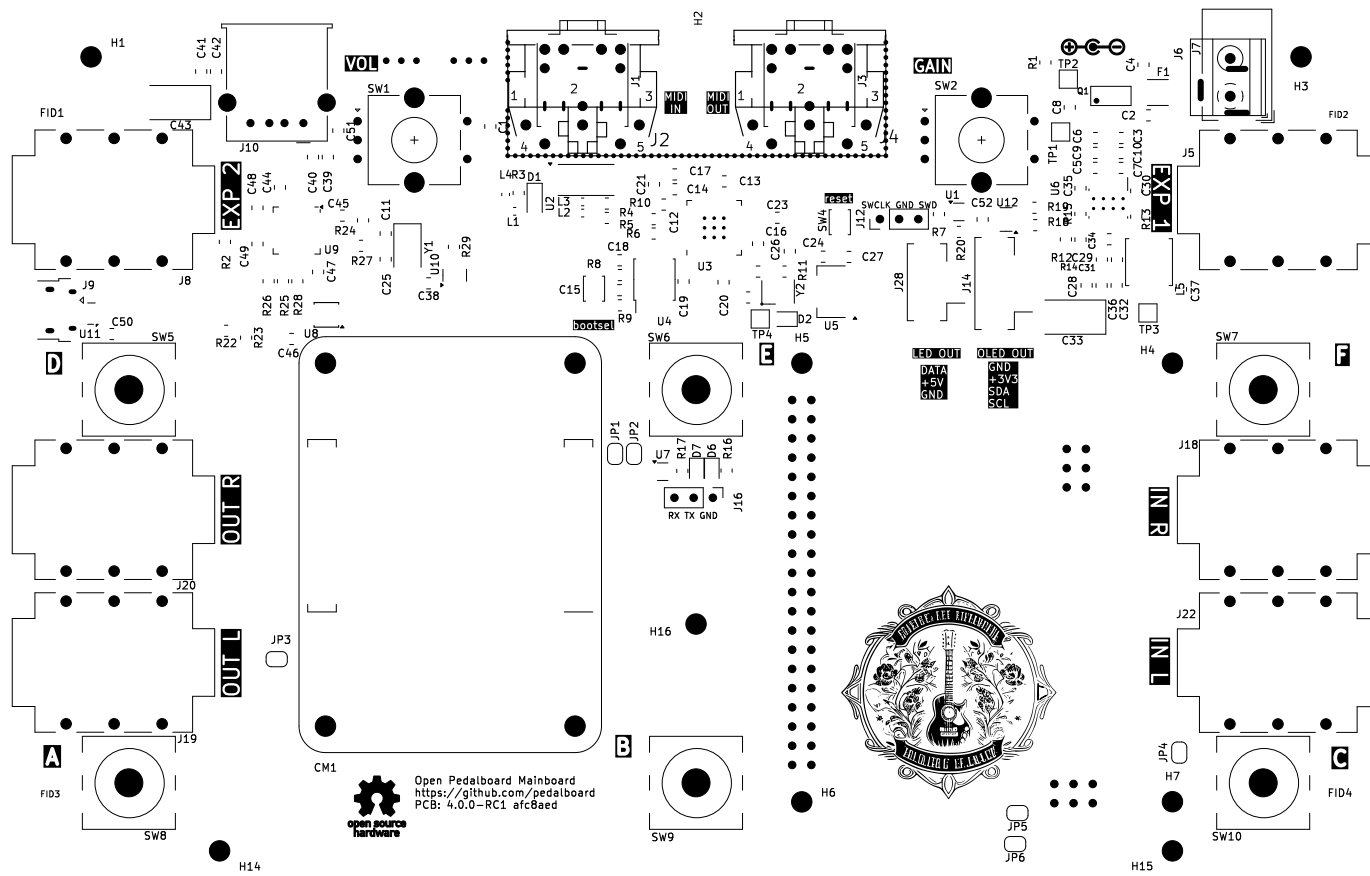 H1
C41
C42
VOL
SW1
C51
C1
J1
1
2
3
4
5
J2
MIDI
IN
H2
MIDI
OUT
1
2
3
4
5
J3
J4
GAIN
SW2
R1
TP2
C4
F1
Q1
C2
C8
TP1
J6
J7
H3
FID1
C43
J10
FID2
J5
EXP 2
EXP 1
C48
C44
C40
C39
C45
R24
C11
U9
R27
C47
C25
Y1
U10
R29
C38
R2
C49
J8
J9
U11
C50
R26
R25
R28
U8
R22
R23
C46
L4
R3
D1
L1
U2
L3
L2
C21
R10
R4
R5
R6
C12
C17
C14
C13
C18
R8
C15
R9
bootsel
U4
C19
U3
C20
C23
C16
C26
C24
C27
R11
Y2
D2
TP4
U5
reset
SW4
J12
SWCLK GND SWD
U1
C52
U12
R7
R20
J28
J14
C6
C9
C5
C3
C10
C7
U6
C35
C30
R19
R18
R13
C34
R12
C29
R14
C31
C28
C36
C32
L5
C37
C33
TP3
D
SW5
SW6
E
H5
LED OUT
DATA
+5V
GND
OLED OUT
GND
+3V3
SDA
SCL
H4
SW7
F
JP1
JP2
U7
R17
D7
D6
R16
J16
RX TX GND
J18
OUT R
IN R
J20
OUT L
JP3
H16
J22
IN L
J19
A
B
C
JP4
CM1
H7
H6
FID3
FID4
SW8
SW9
SW10
open source
hardware
Open Pedalboard Mainboard
https://github.com/pedalboard
PCB: 4.0.0-RC1 afc8aed
JP5
JP6
H14
H15